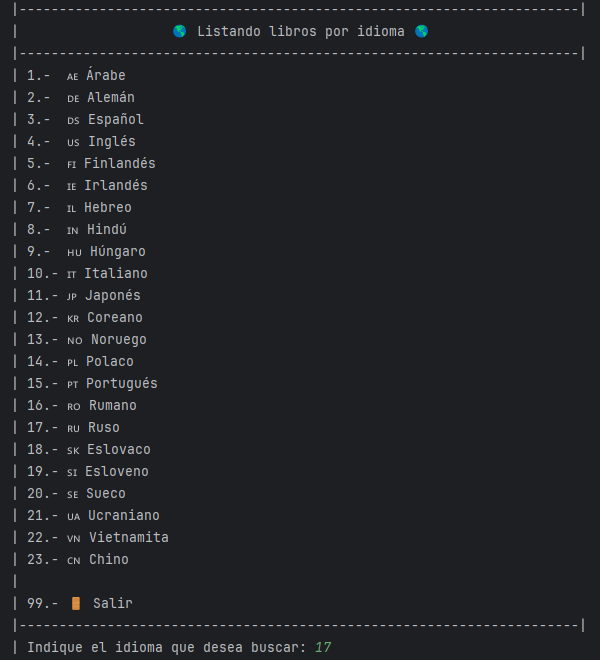 |-----------------------------------------------------------------------|
| 🌎 Listando libros por idioma 🌎
|-----------------------------------------------------------------------|
| 1.- AE Árabe
| 2.- DE Alemán
| 3.- DS Español
| 4.- US Inglés
| 5.- FI Finlandés
| 6.- IE Irlandés
| 7.- IL Hebreo
| 8.- IN Hindú
| 9.- HU Húngaro
| 10.- IT Italiano
| 11.- JP Japonés
| 12.- KR Coreano
| 13.- NO Noruego
| 14.- PL Polaco
| 15.- PT Portugués
| 16.- RO Rumano
| 17.- RU Ruso
| 18.- SK Eslovaco
| 19.- SI Esloveno
| 20.- SE Sueco
| 21.- UA Ucraniano
| 22.- VN Vietnamita
| 23.- CN Chino
|
| 99.- 🚪 Salir
|-----------------------------------------------------------------------|
| Indique el idioma que desea buscar: 17